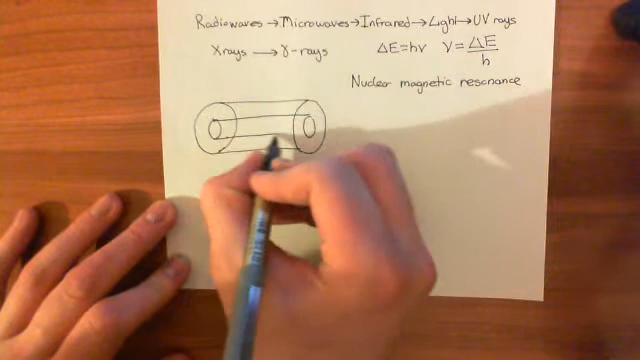 Radiowaves → Microwaves → Infrared → Light → UV rays
Xrays → γ-rays ΔE=hν ν=ΔE/h
Nuclear magnetic resonance